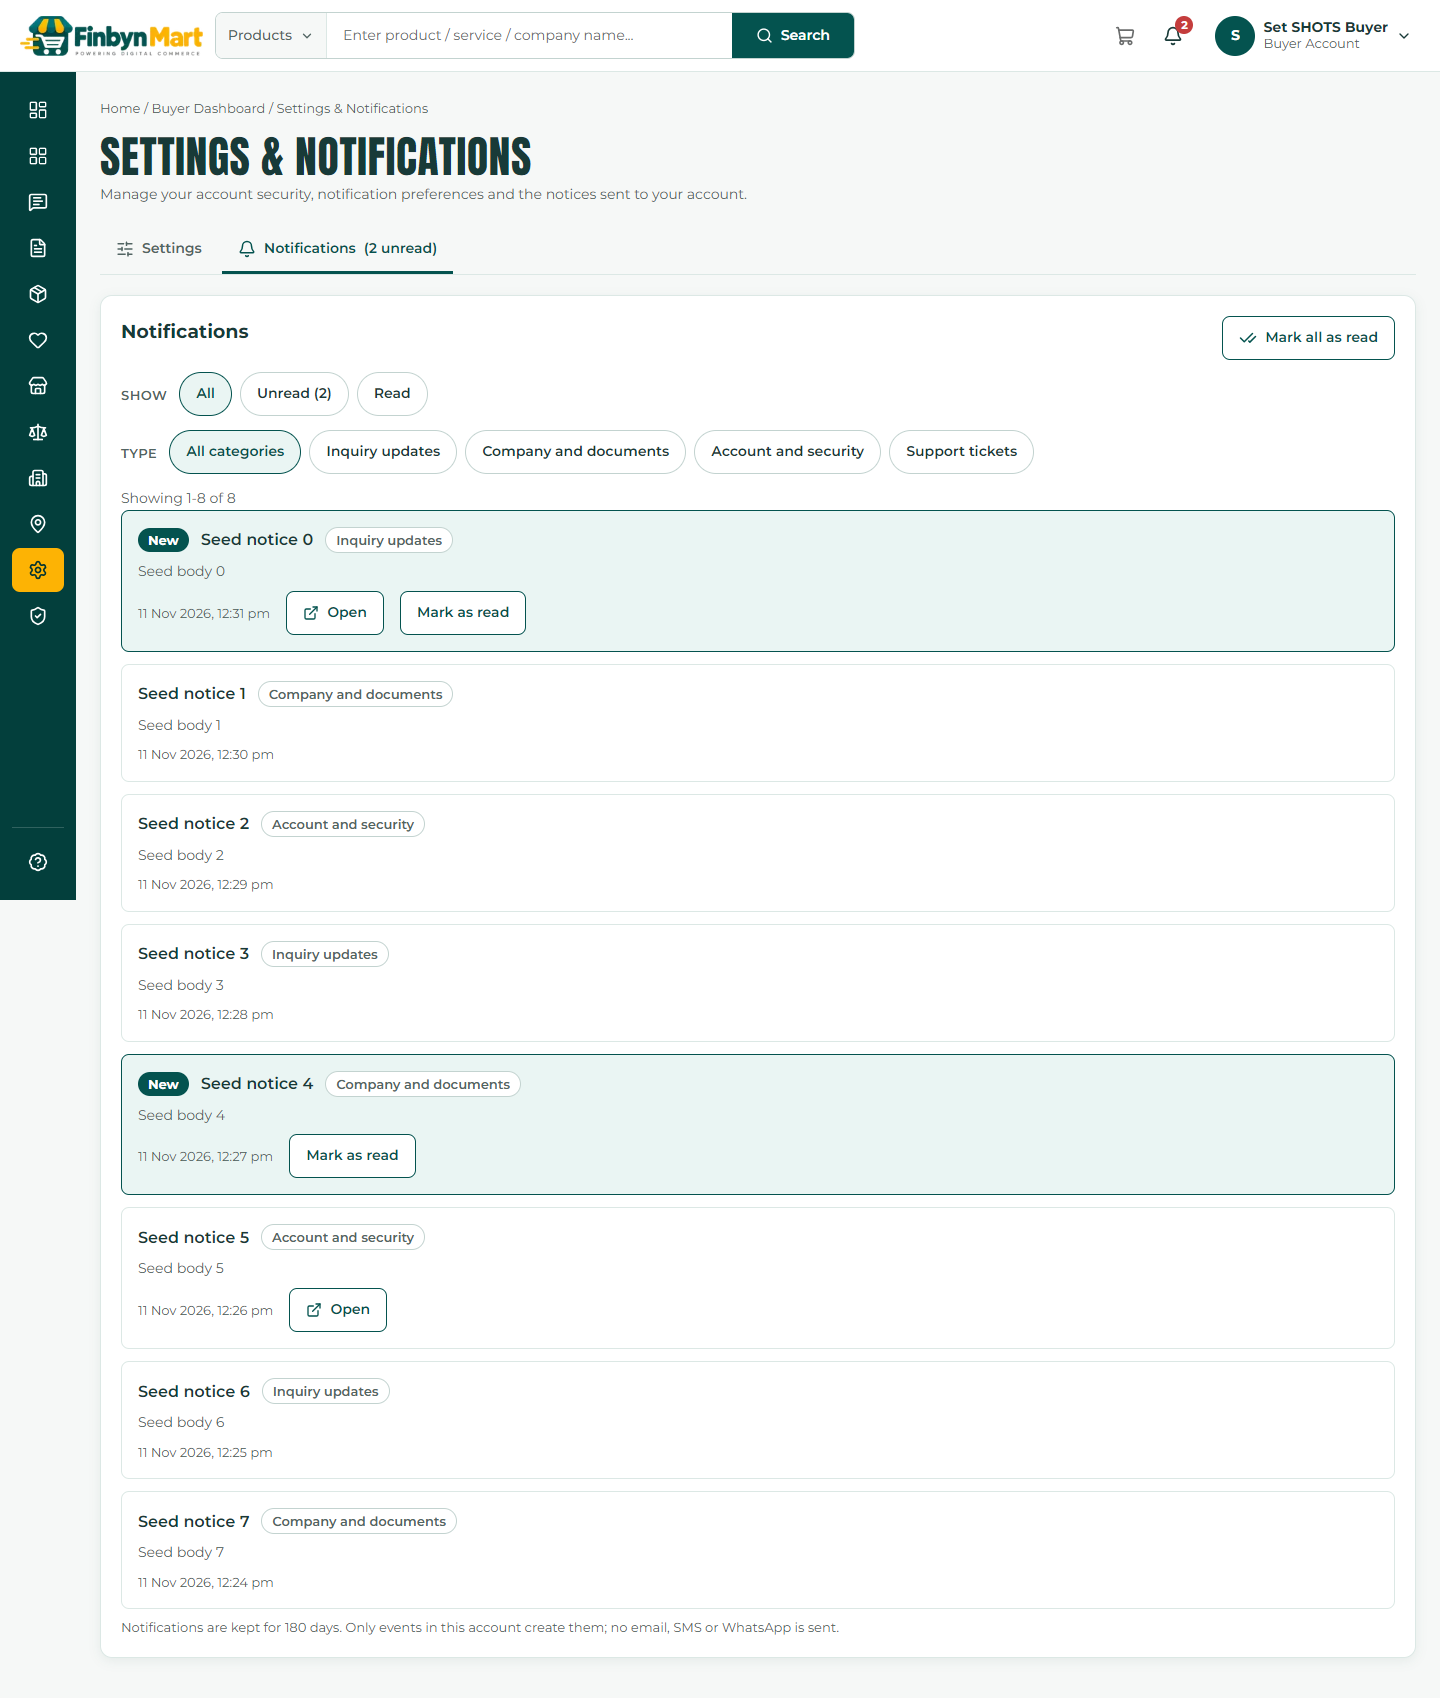 FinbynMart
POWERING DIGITAL COMMERCE
Products
Enter product / service / company name...
Search
2
S
Set SHOTS Buyer
Buyer Account
Home / Buyer Dashboard / Settings & Notifications
SETTINGS & NOTIFICATIONS
Manage your account security, notification preferences and the notices sent to your account.
Settings
Notifications (2 unread)
Notifications
Mark all as read
SHOW All Unread (2) Read
TYPE All categories Inquiry updates Company and documents Account and security Support tickets
Showing 1-8 of 8
New Seed notice 0 Inquiry updates
Seed body 0
11 Nov 2026, 12:31 pm Open Mark as read
Seed notice 1 Company and documents
Seed body 1
11 Nov 2026, 12:30 pm
Seed notice 2 Account and security
Seed body 2
11 Nov 2026, 12:29 pm
Seed notice 3 Inquiry updates
Seed body 3
11 Nov 2026, 12:28 pm
New Seed notice 4 Company and documents
Seed body 4
11 Nov 2026, 12:27 pm Mark as read
Seed notice 5 Account and security
Seed body 5
11 Nov 2026, 12:26 pm Open
Seed notice 6 Inquiry updates
Seed body 6
11 Nov 2026, 12:25 pm
Seed notice 7 Company and documents
Seed body 7
11 Nov 2026, 12:24 pm
Notifications are kept for 180 days. Only events in this account create them; no email, SMS or WhatsApp is sent.